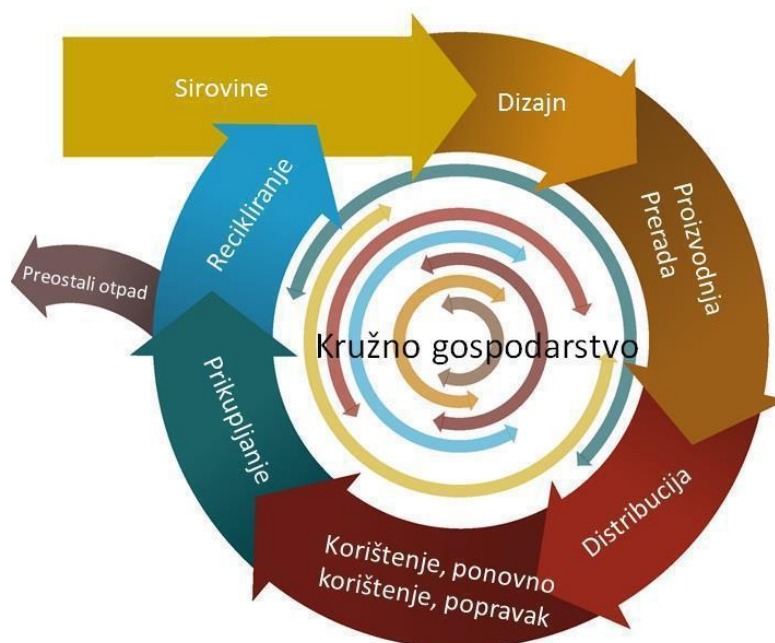 Sirovine
Dizajn
Proizvodnja
Prerada
Distribucija
Korištenje, ponovno
korištenje, popravak
Prikupljanje
Recikliranje
Preostali otpad
Kružno gospodarstvo